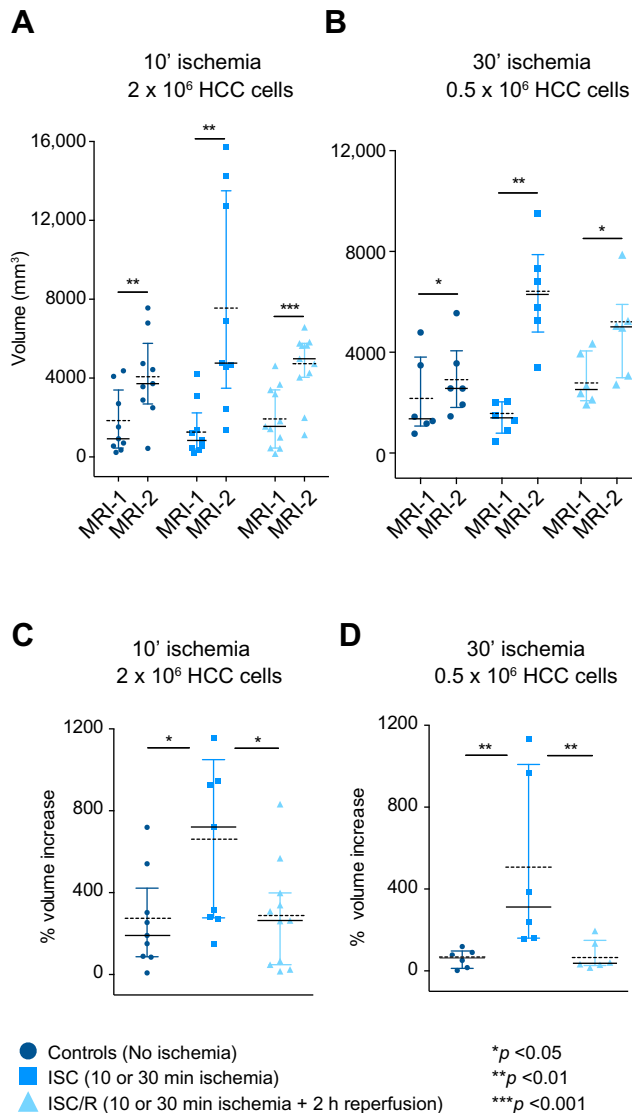 A
10' ischemia
2 x 10⁶ HCC cells
Volume (mm³)
16,000
12,000
8000
4000
0
**
**
***
MRI-1
MRI-2
MRI-1
MRI-2
MRI-1
MRI-2
B
30' ischemia
0.5 x 10⁶ HCC cells
12,000
8000
4000
0
*
**
*
MRI-1
MRI-2
MRI-1
MRI-2
MRI-1
MRI-2
C
10' ischemia
2 x 10⁶ HCC cells
% volume increase
1200
800
400
0
*
*
D
30' ischemia
0.5 x 10⁶ HCC cells
% volume increase
1200
800
400
0
**
**
Controls (No ischemia)
ISC (10 or 30 min ischemia)
ISC/R (10 or 30 min ischemia + 2 h reperfusion)
*p <0.05
**p <0.01
***p <0.001